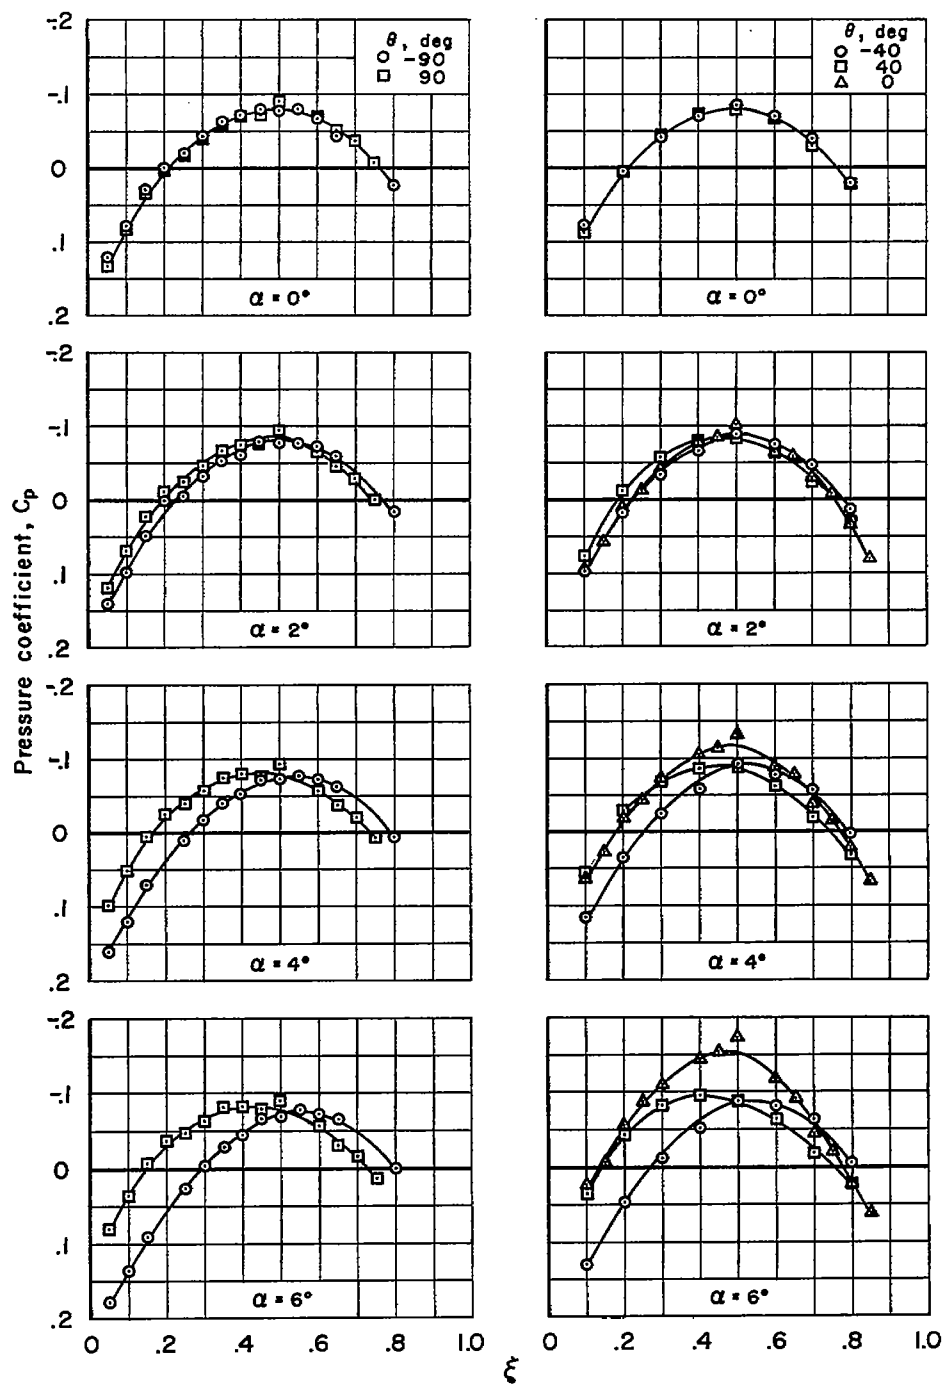 -.2
-.1
0
.1
.2
θ, deg
-90
90
α = 0°
θ, deg
-40
40
0
α = 0°
-.2
-.1
0
.1
.2
α = 2°
α = 2°
Pressure coefficient, Cp
-.2
-.1
0
.1
.2
α = 4°
α = 4°
-.2
-.1
0
.1
.2
α = 6°
α = 6°
0 .2 .4 .6 .8 1.0
0 .2 .4 .6 .8 1.0
ξ